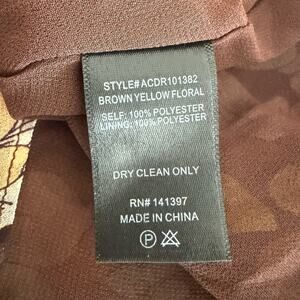 STYLE# ACDR101382
BROWN YELLOW FLORAL
SELF: 100% POLYESTER
LINING: 100% POLYESTER
DRY CLEAN ONLY
RN# 141397
MADE IN CHINA
P